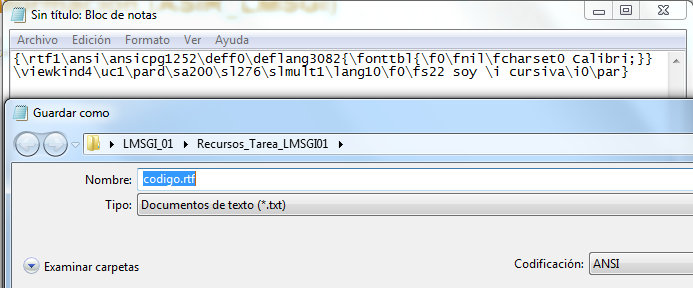 Sin título: Bloc de notas
Archivo Edición Formato Ver Ayuda
{\rtf1\ansi\ansicpg1252\deff0\deflang3082{\fonttbl{\f0\fnil\fcharset0 Calibri;}}
\viewkind4\uc1\pard\sa200\sl276\slmult1\lang10\f0\fs22 soy \i cursiva\i0\par}
Guardar como
LMSGI_01 Recursos_Tarea_LMSGI01
Nombre: codigo.rtf
Tipo: Documentos de texto (*.txt)
Examinar carpetas Codificación: ANSI